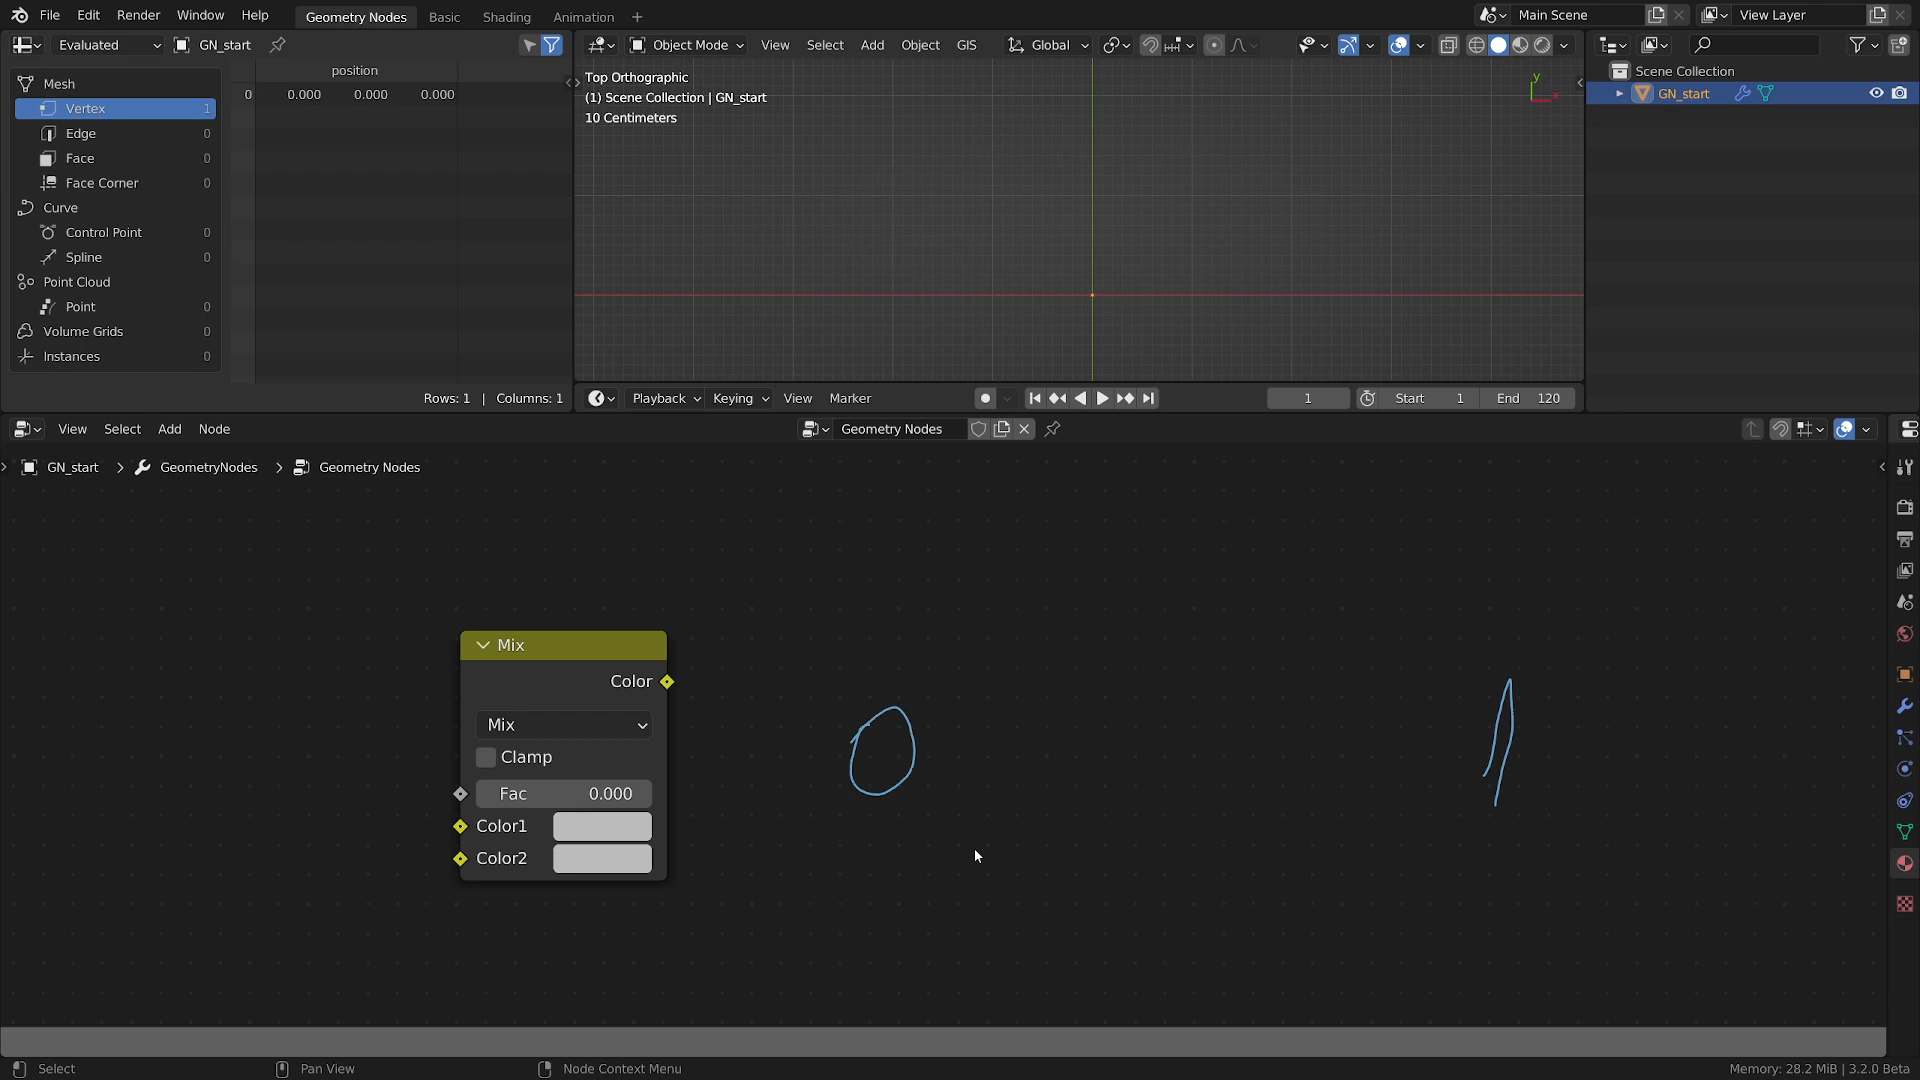 File Edit Render Window Help Geometry Nodes Basic Shading Animation + Main Scene View Layer
Evaluated GN_start Object Mode View Select Add Object GIS Global
position
0 0.000 0.000 0.000
Mesh
Vertex 1
Edge 0
Face 0
Face Corner 0
Curve
Control Point 0
Spline 0
Point Cloud
Point 0
Volume Grids 0
Instances 0
Rows: 1 | Columns: 1
Top Orthographic
(1) Scene Collection | GN_start
10 Centimeters
y
Scene Collection
GN_start
Playback Keying View Marker 1 Start 1 End 120
View Select Add Node Geometry Nodes
GN_start > GeometryNodes > Geometry Nodes
Mix
Color
Mix
Clamp
Fac 0.000
Color1
Color2
0 1
Select Pan View Node Context Menu Memory: 28.2 MiB | 3.2.0 Beta